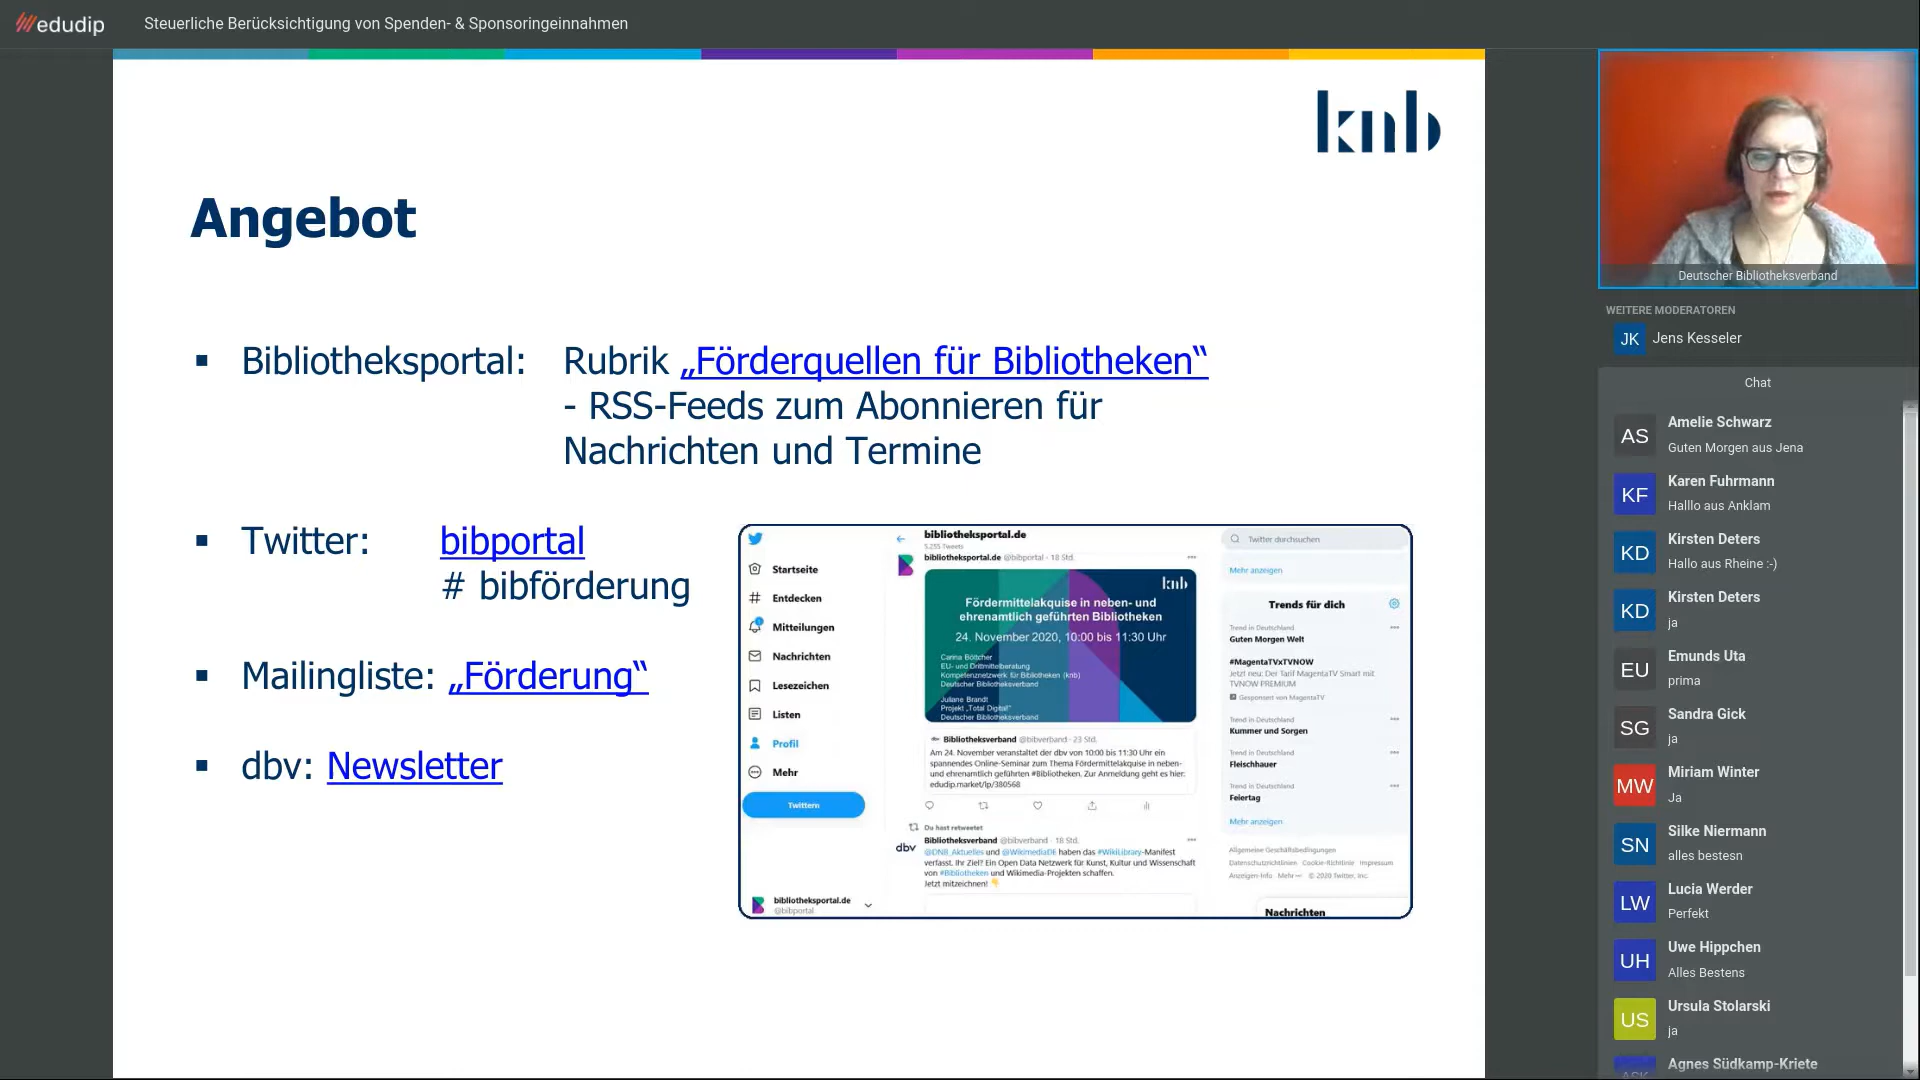 edudip
Steuerliche Berücksichtigung von Spenden- & Sponsoringeinnahmen
knb
Angebot
▪ Bibliotheksportal: Rubrik „Förderquellen für Bibliotheken“
- RSS-Feeds zum Abonnieren für
Nachrichten und Termine
▪ Twitter: bibportal
# bibförderung
▪ Mailingliste: „Förderung“
▪ dbv: Newsletter
Startseite
Entdecken
Mitteilungen
Nachrichten
Lesezeichen
Listen
Profil
Mehr
Twittern
bibliotheksportal.de
@bibportal
bibliotheksportal.de
5.255 Tweets
bibliotheksportal.de @bibportal · 18 Std.
knb
Fördermittelakquise in neben- und
ehrenamtlich geführten Bibliotheken
24. November 2020, 10:00 bis 11:30 Uhr
Carina Böttcher
EU- und Drittmittelberatung
Kompetenznetzwerk für Bibliotheken (knb)
Deutscher Bibliotheksverband
Juliane Brandt
Projekt „Total Digital!“
Deutscher Bibliotheksverband
Bibliotheksverband @bibverband · 23 Std.
Am 24. November veranstaltet der dbv von 10:00 bis 11:30 Uhr ein
spannendes Online-Seminar zum Thema Fördermittelakquise in neben-
und ehrenamtlich geführten #Bibliotheken. Zur Anmeldung geht es hier:
edudip.market/lp/380568
Du hast retweetet
dbv
Bibliotheksverband @bibverband · 18 Std.
@DNB_Aktuelles und @WikimediaDE haben das #WikiLibrary-Manifest
verfasst. Ihr Ziel? Ein Open Data Netzwerk für Kunst, Kultur und Wissenschaft
von #Bibliotheken und Wikimedia-Projekten schaffen.
Jetzt mitzeichnen! 👇
Twitter durchsuchen
Mehr anzeigen
Trends für dich
Trend in Deutschland
Guten Morgen Welt
#MagentaTVxTVNOW
Jetzt neu: Der Tarif MagentaTV Smart mit
TVNOW PREMIUM
Gesponsert von MagentaTV
Trend in Deutschland
Kummer und Sorgen
Trend in Deutschland
Fleischhauer
Trend in Deutschland
Feiertag
Mehr anzeigen
Allgemeine Geschäftsbedingungen
Datenschutzrichtlinien Cookie-Richtlinie Impressum
Anzeigen-Info Mehr © 2020 Twitter, Inc.
Nachrichten
Deutscher Bibliotheksverband
WEITERE MODERATOREN
JK Jens Kesseler
Chat
AS Amelie Schwarz
Guten Morgen aus Jena
KF Karen Fuhrmann
Halllo aus Anklam
KD Kirsten Deters
Hallo aus Rheine :-)
KD Kirsten Deters
ja
EU Emunds Uta
prima
SG Sandra Gick
ja
MW Miriam Winter
Ja
SN Silke Niermann
alles bestesn
LW Lucia Werder
Perfekt
UH Uwe Hippchen
Alles Bestens
US Ursula Stolarski
ja
ASK Agnes Südkamp-Kriete